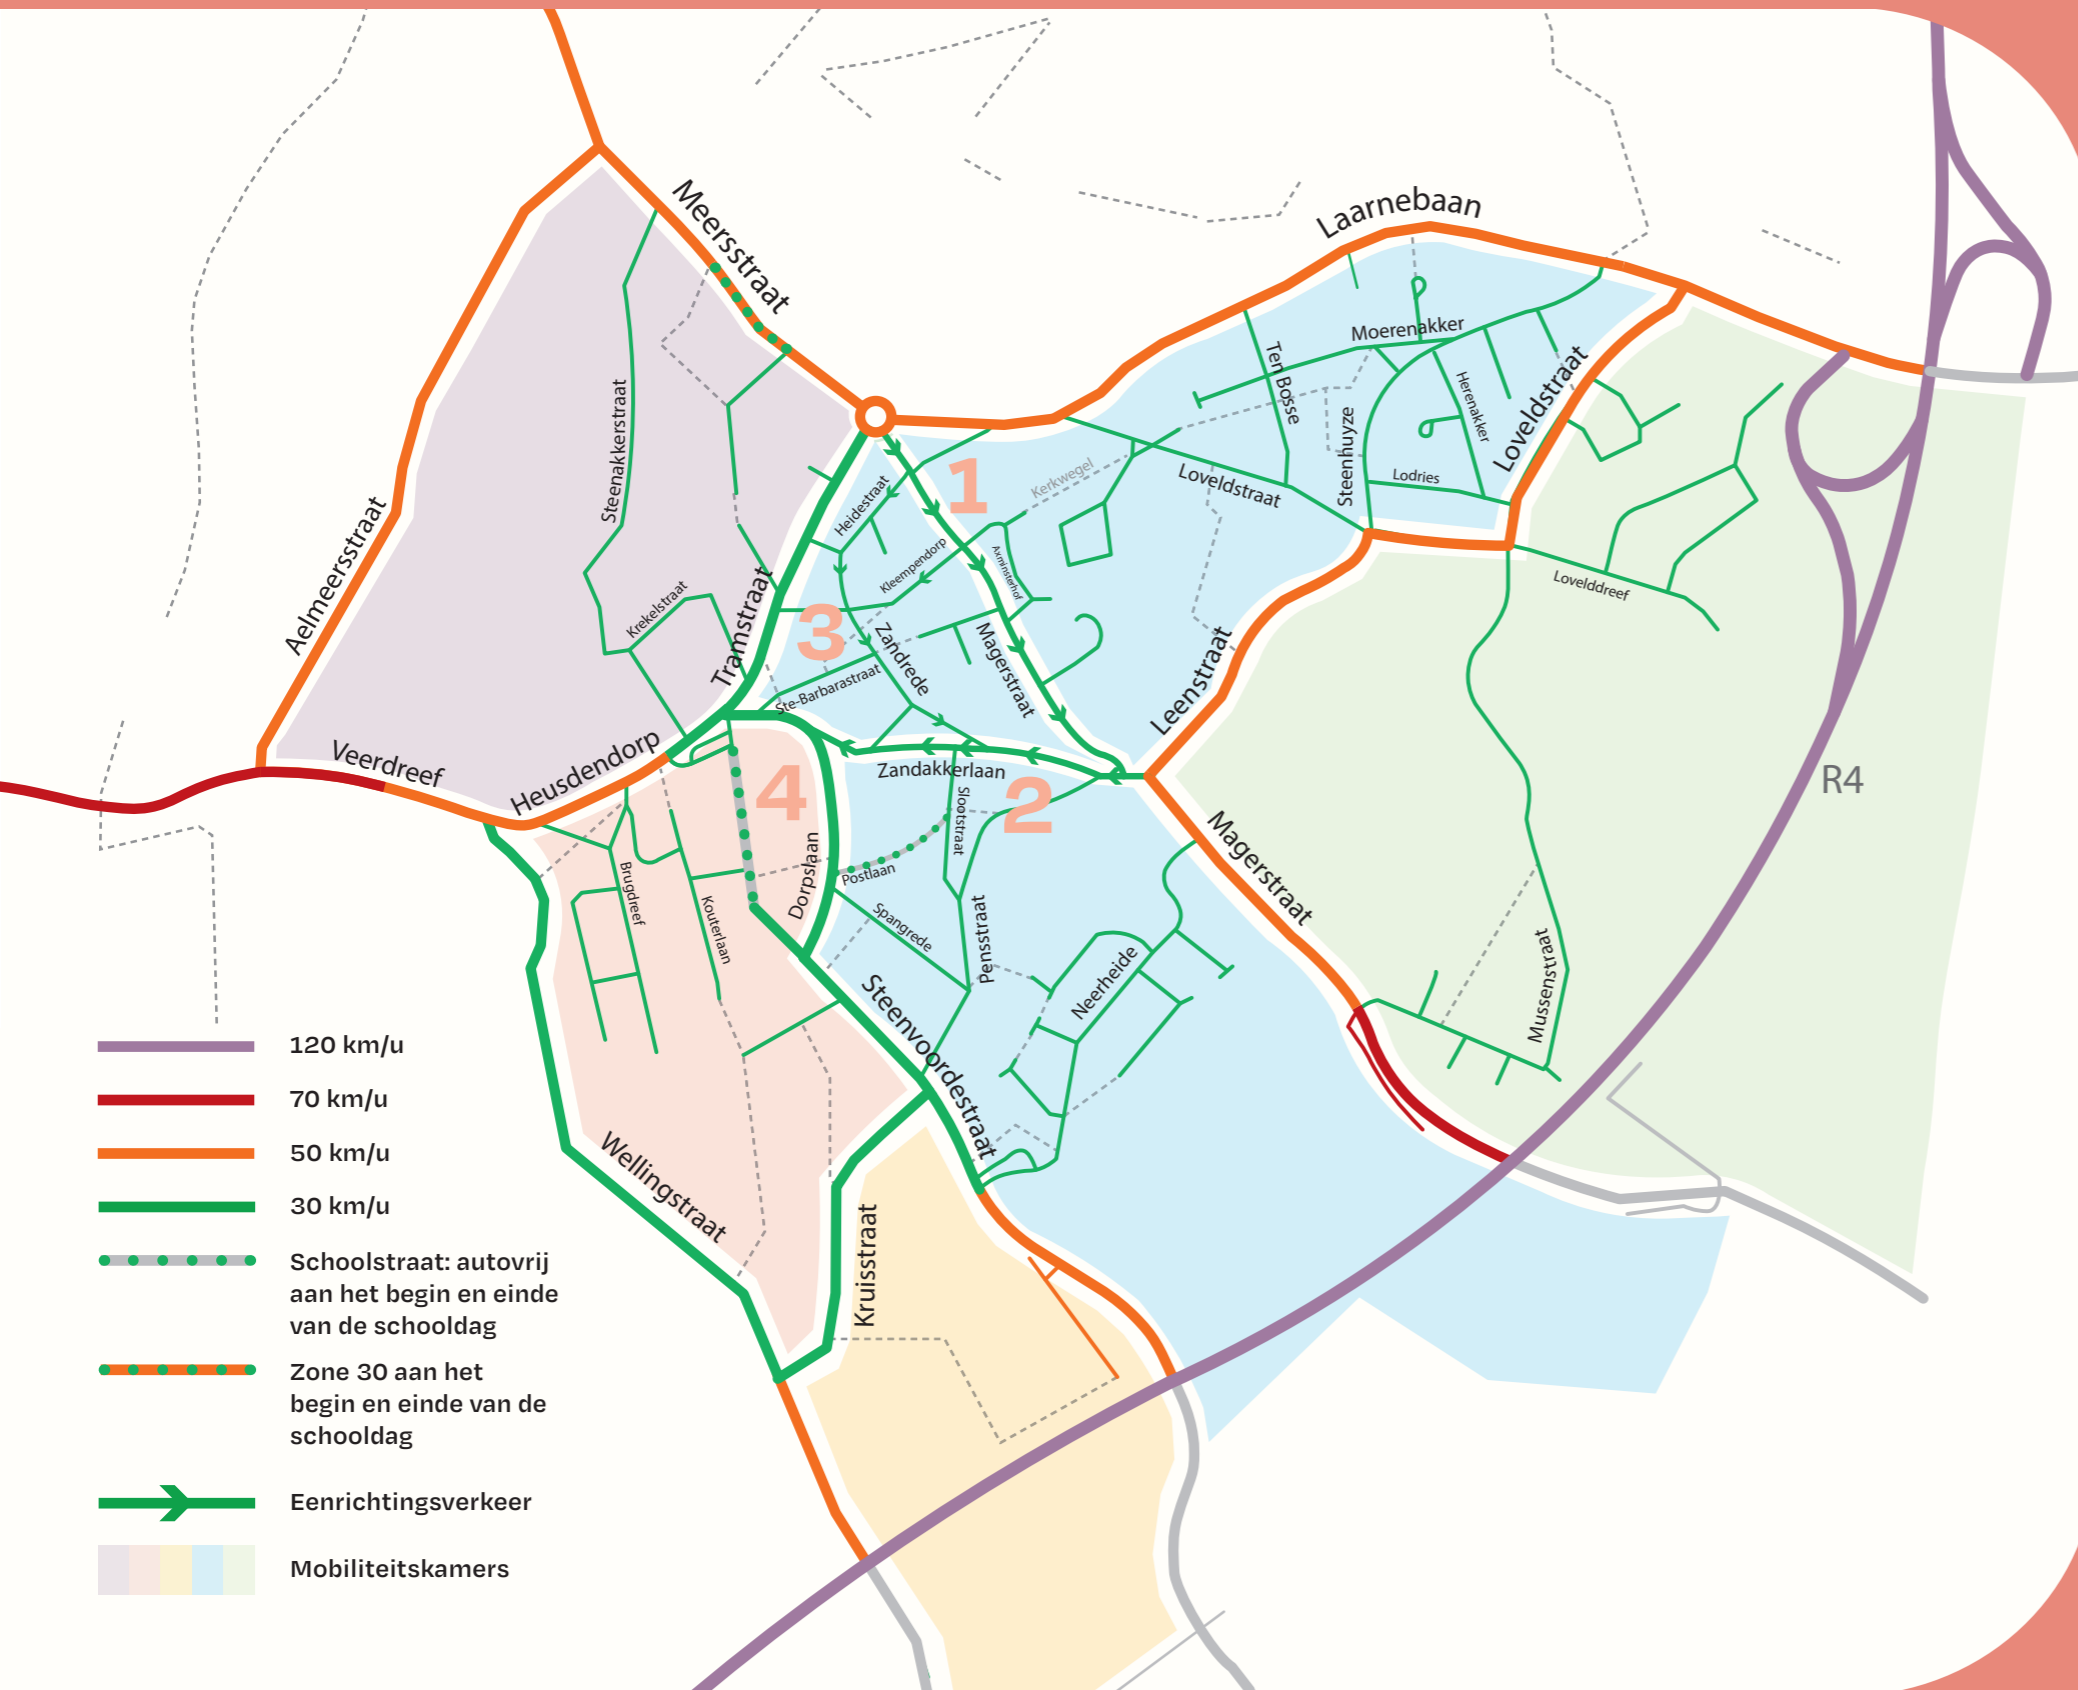 Meersstraat
Laarnebaan
Moerenakker
Ten Bosse
Herenakker
Loveldstraat
Steenakkerstraat
Steenhuyze
Lodries
1
Kerkwegel
Loveldstraat
Heidestraat
Aelmeersstraat
Kleempendorp
Axminsterhof
Lovelddreef
Krekelstraat
Tramstraat
3
Zandrede
Magerstraat
Leenstraat
Ste-Barbarastraat
Veerdreef
Heusdendorp
Zandakkerlaan
R4
4
2
Slootstraat
Magerstraat
Dorpslaan
Postlaan
Brugdreef
Kouterlaan
Spangrede
Pensstraat
Neerheide
Mussenstraat
Steenvoordestraat
Wellingstraat
Kruisstraat
120 km/u
70 km/u
50 km/u
30 km/u
Schoolstraat: autovrij
aan het begin en einde
van de schooldag
Zone 30 aan het
begin en einde van de
schooldag
Eenrichtingsverkeer
Mobiliteitskamers